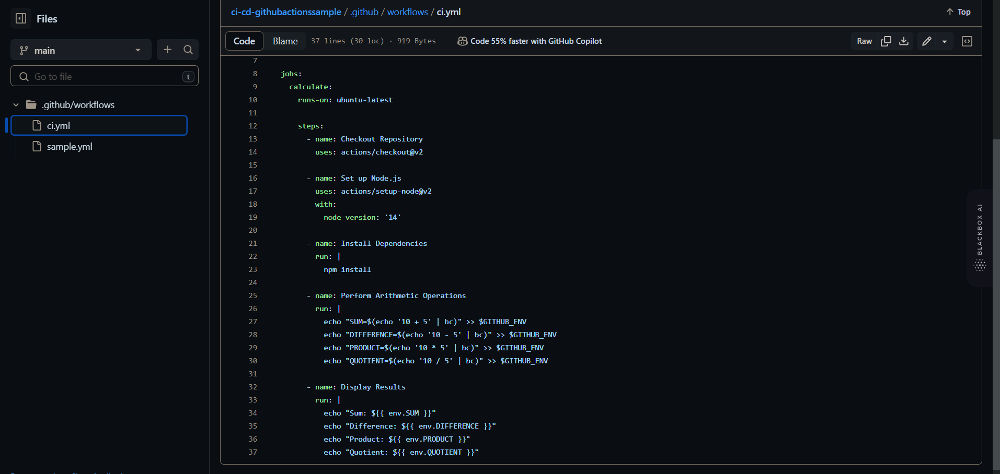 Files
main
Go to file
t
.github/workflows
ci.yml
sample.yml
ci-cd-githubactionssample / .github / workflows / ci.yml
Top
Code
Blame
37 lines (30 loc) · 919 Bytes
Code 55% faster with GitHub Copilot
Raw
7
8 jobs:
9 calculate:
10 runs-on: ubuntu-latest
11
12 steps:
13 - name: Checkout Repository
14 uses: actions/checkout@v2
15
16 - name: Set up Node.js
17 uses: actions/setup-node@v2
18 with:
19 node-version: '14'
20
21 - name: Install Dependencies
22 run: |
23 npm install
24
25 - name: Perform Arithmetic Operations
26 run: |
27 echo "SUM=$(echo '10 + 5' | bc)" >> $GITHUB_ENV
28 echo "DIFFERENCE=$(echo '10 - 5' | bc)" >> $GITHUB_ENV
29 echo "PRODUCT=$(echo '10 * 5' | bc)" >> $GITHUB_ENV
30 echo "QUOTIENT=$(echo '10 / 5' | bc)" >> $GITHUB_ENV
31
32 - name: Display Results
33 run: |
34 echo "Sum: ${{ env.SUM }}"
35 echo "Difference: ${{ env.DIFFERENCE }}"
36 echo "Product: ${{ env.PRODUCT }}"
37 echo "Quotient: ${{ env.QUOTIENT }}"
BLACKBOX AI